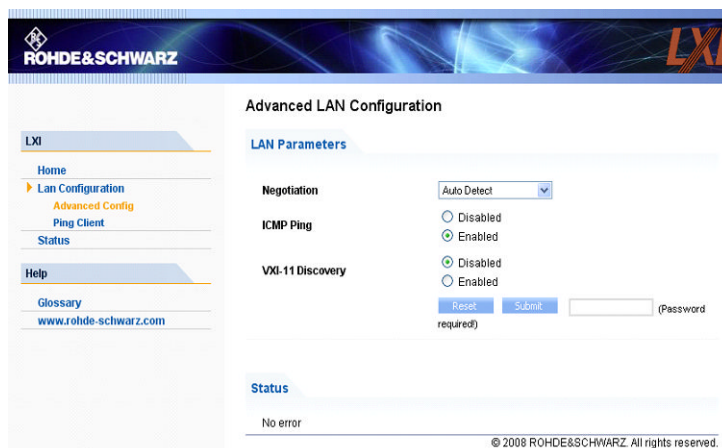 ROHDE&SCHWARZ
LXI
Advanced LAN Configuration
LXI
Home
Lan Configuration
Advanced Config
Ping Client
Status
Help
Glossary
www.rohde-schwarz.com
LAN Parameters
Negotiation
Auto Detect
ICMP Ping
Disabled
Enabled
VXI-11 Discovery
Disabled
Enabled
Reset
Submit
(Password
required!)
Status
No error
© 2008 ROHDE&SCHWARZ. All rights reserved.